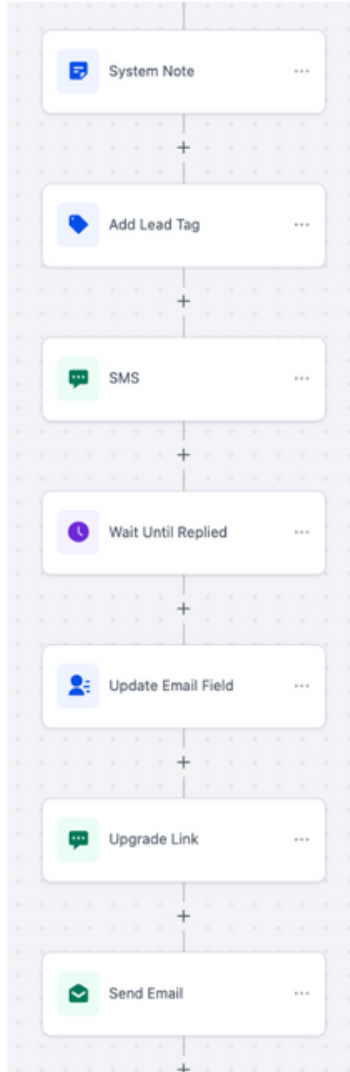 System Note
Add Lead Tag
SMS
Wait Until Replied
Update Email Field
Upgrade Link
Send Email